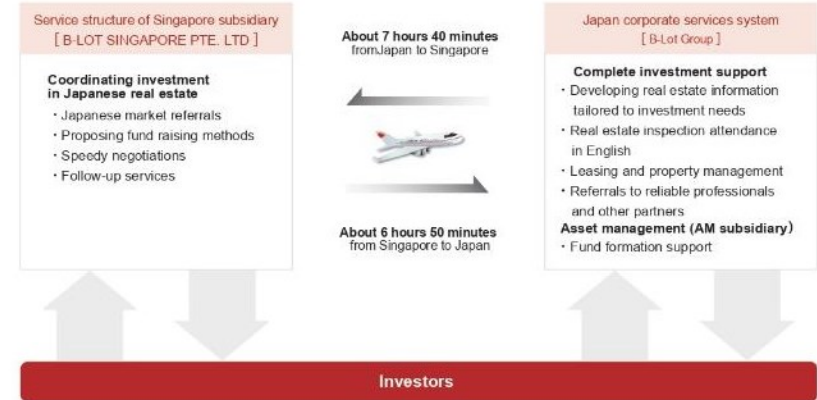 Service structure of Singapore subsidiary
[ B-LOT SINGAPORE PTE. LTD ]
Coordinating investment
in Japanese real estate
・Japanese market referrals
・Proposing fund raising methods
・Speedy negotiations
・Follow-up services
About 7 hours 40 minutes
fromJapan to Singapore
About 6 hours 50 minutes
from Singapore to Japan
Japan corporate services system
[ B-Lot Group ]
Complete investment support
・Developing real estate information
tailored to investment needs
・Real estate inspection attendance
in English
・Leasing and property management
・Referrals to reliable professionals
and other partners
Asset management (AM subsidiary)
・Fund formation support
Investors